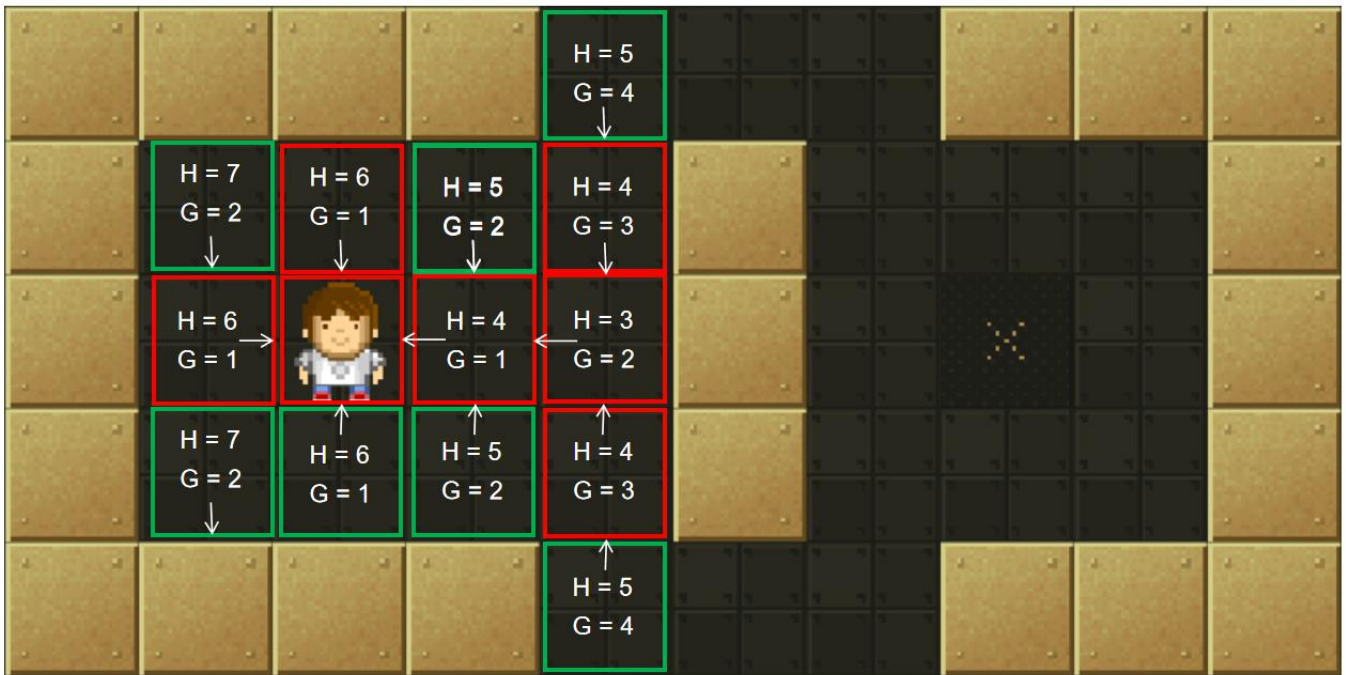 H = 5
G = 4
H = 7
G = 2
H = 6
G = 1
H = 5
G = 2
H = 4
G = 3
H = 6
G = 1
H = 4
G = 1
H = 3
G = 2
H = 7
G = 2
H = 6
G = 1
H = 5
G = 2
H = 4
G = 3
H = 5
G = 4